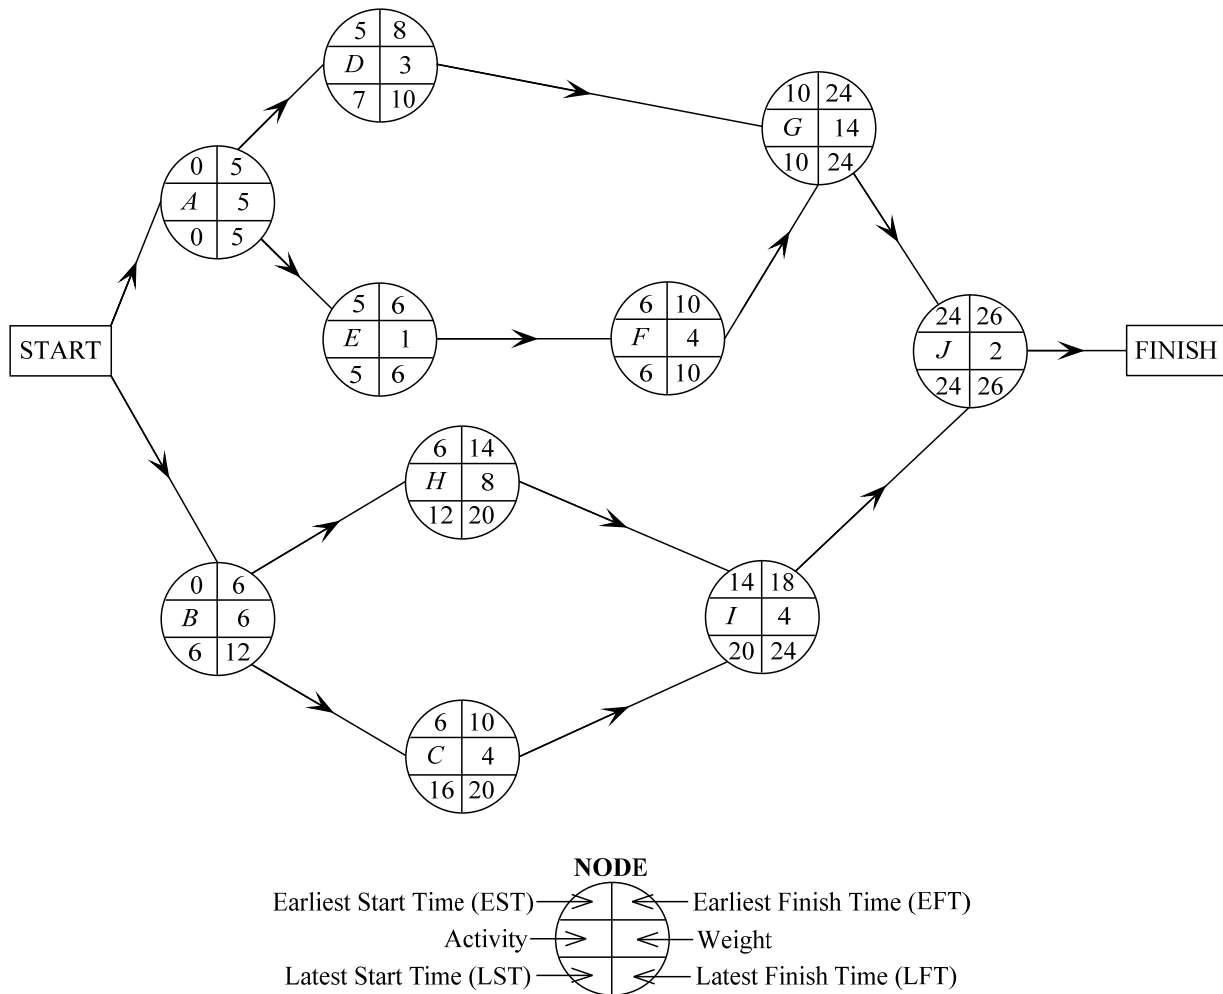 5 8
D 3
7 10
10 24
G 14
10 24
0 5
A 5
0 5
5 6
E 1
5 6
6 10
F 4
6 10
START
24 26
J 2
24 26
FINISH
6 14
H 8
12 20
0 6
B 6
6 12
14 18
I 4
20 24
6 10
C 4
16 20
NODE
Earliest Start Time (EST) Earliest Finish Time (EFT)
Activity Weight
Latest Start Time (LST) Latest Finish Time (LFT)